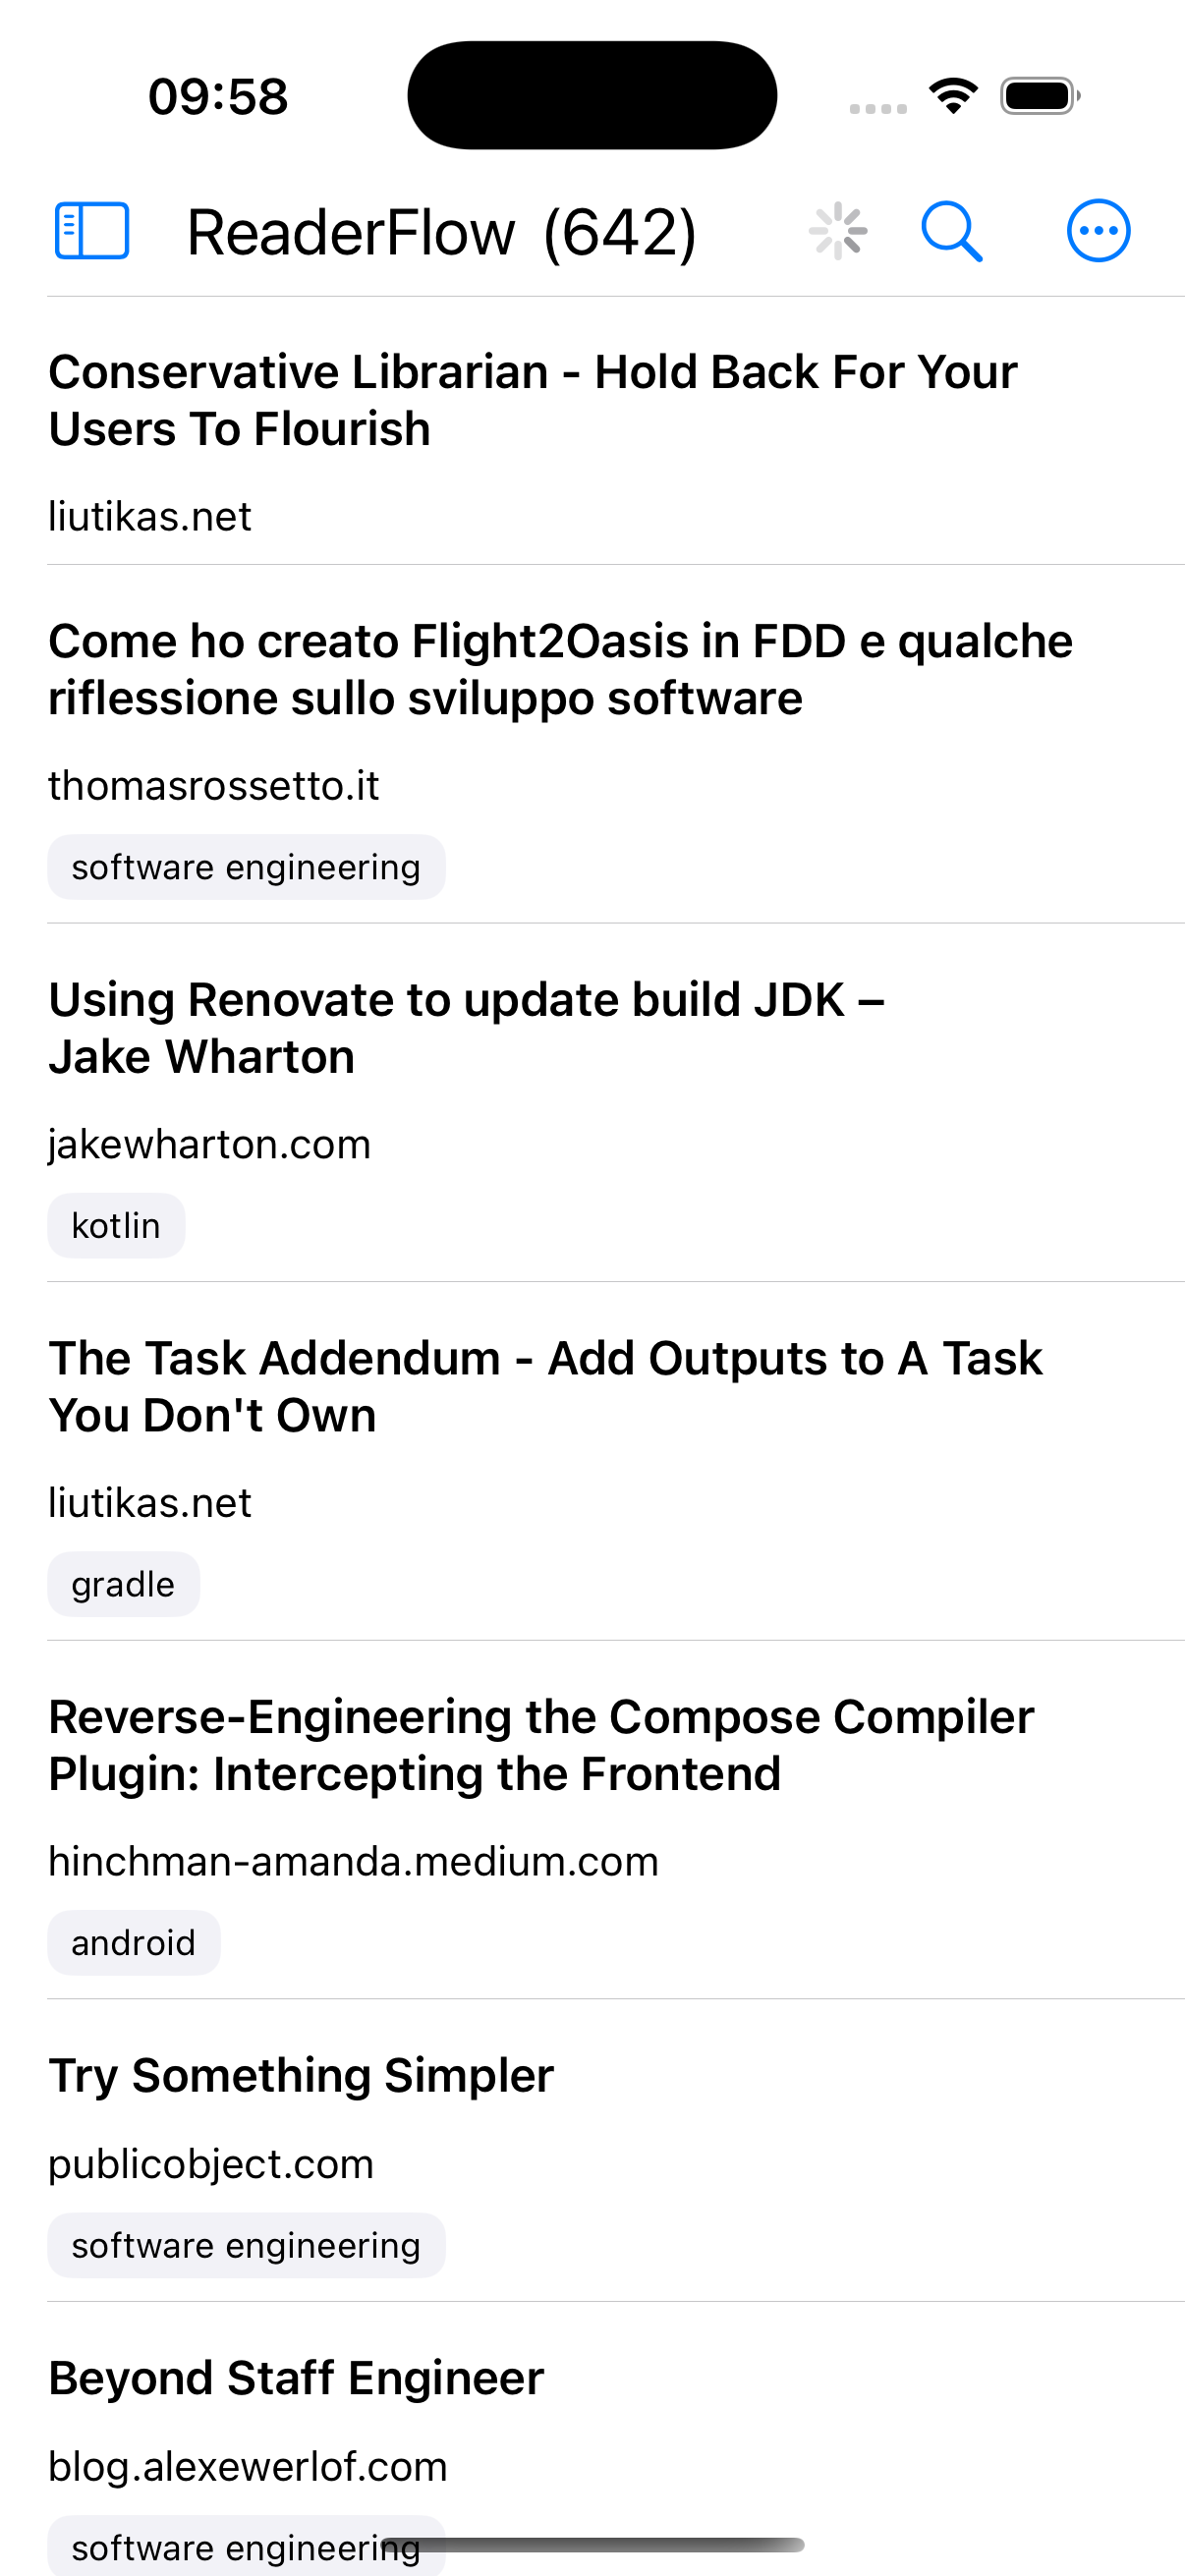 09:58
ReaderFlow (642)
Conservative Librarian - Hold Back For Your
Users To Flourish
liutikas.net
Come ho creato Flight2Oasis in FDD e qualche
riflessione sullo sviluppo software
thomasrossetto.it
software engineering
Using Renovate to update build JDK –
Jake Wharton
jakewharton.com
kotlin
The Task Addendum - Add Outputs to A Task
You Don't Own
liutikas.net
gradle
Reverse-Engineering the Compose Compiler
Plugin: Intercepting the Frontend
hinchman-amanda.medium.com
android
Try Something Simpler
publicobject.com
software engineering
Beyond Staff Engineer
blog.alexewerlof.com
software engineering